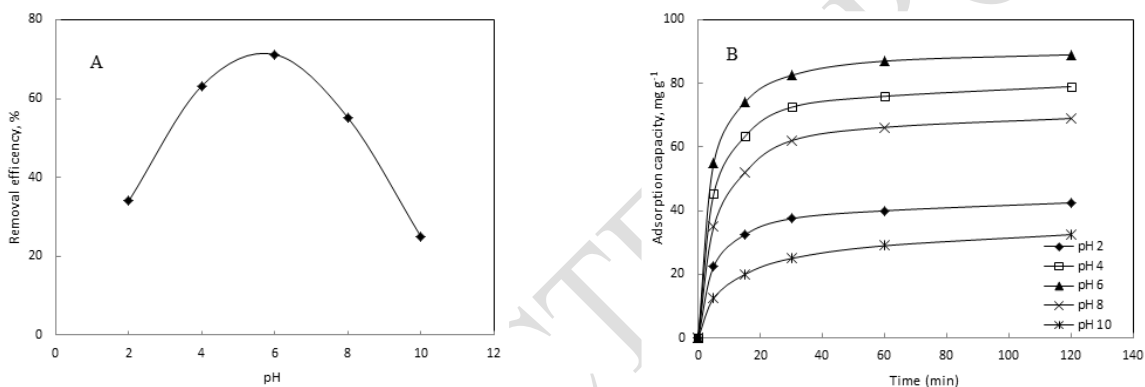 A
80
60
40
20
0
Removal efficency, %
0 2 4 6 8 10 12
pH
B
100
80
60
40
20
0
Adsorption capacity, mg g⁻¹
pH 2
pH 4
pH 6
pH 8
pH 10
0 20 40 60 80 100 120 140
Time (min)